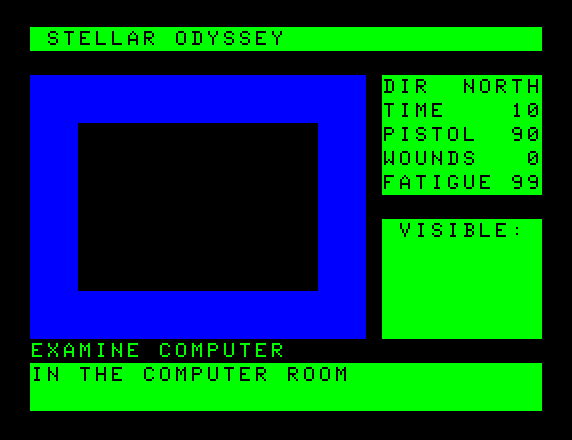 STELLAR ODYSSEY
DIR NORTH
TIME 10
PISTOL 90
WOUNDS 0
FATIGUE 99
VISIBLE:
EXAMINE COMPUTER
IN THE COMPUTER ROOM